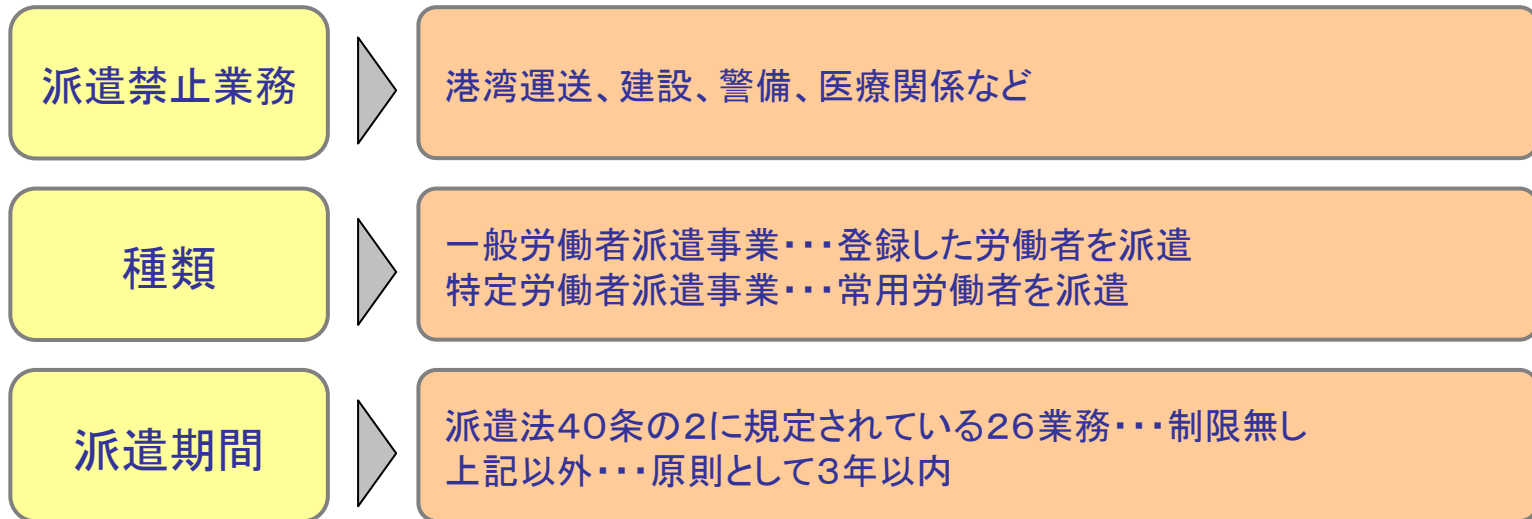 派遣禁止業務
港湾運送、建設、警備、医療関係など
種類
一般労働者派遣事業・・・登録した労働者を派遣
特定労働者派遣事業・・・常用労働者を派遣
派遣期間
派遣法40条の2に規定されている26業務・・・制限無し
上記以外・・・原則として3年以内